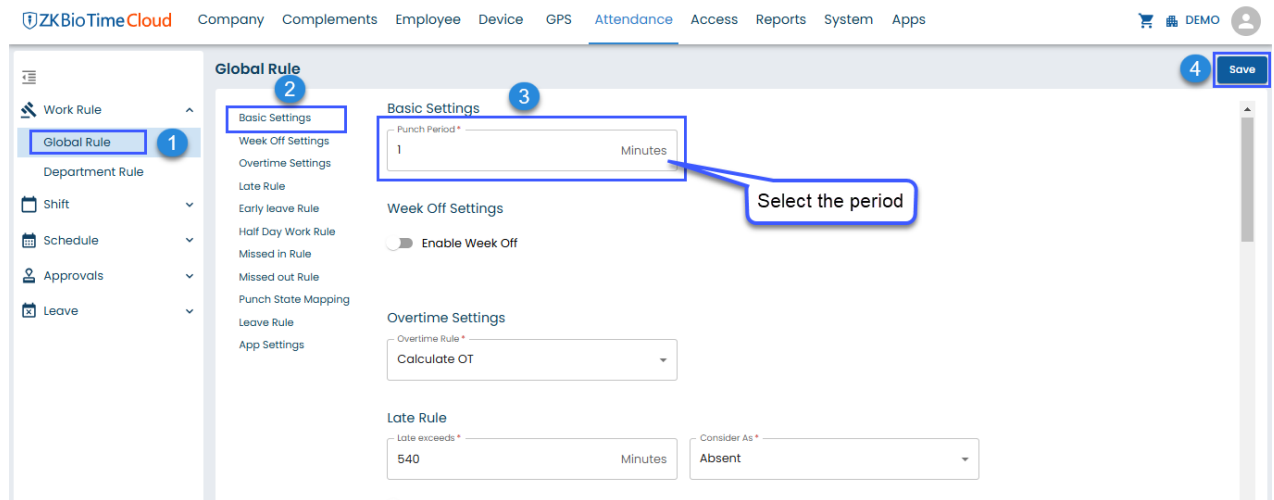 ZKBioTime Cloud
Company Complements Employee Device GPS Attendance Access Reports System Apps
DEMO
Global Rule
4
Save
Work Rule
Global Rule
1
Department Rule
Shift
Schedule
Approvals
Leave
2
Basic Settings
Week Off Settings
Overtime Settings
Late Rule
Early leave Rule
Half Day Work Rule
Missed in Rule
Missed out Rule
Punch State Mapping
Leave Rule
App Settings
Basic Settings
3
Punch Period *
1 Minutes
Select the period
Week Off Settings
Enable Week Off
Overtime Settings
Overtime Rule *
Calculate OT
Late Rule
Late exceeds *
540 Minutes
Consider As *
Absent